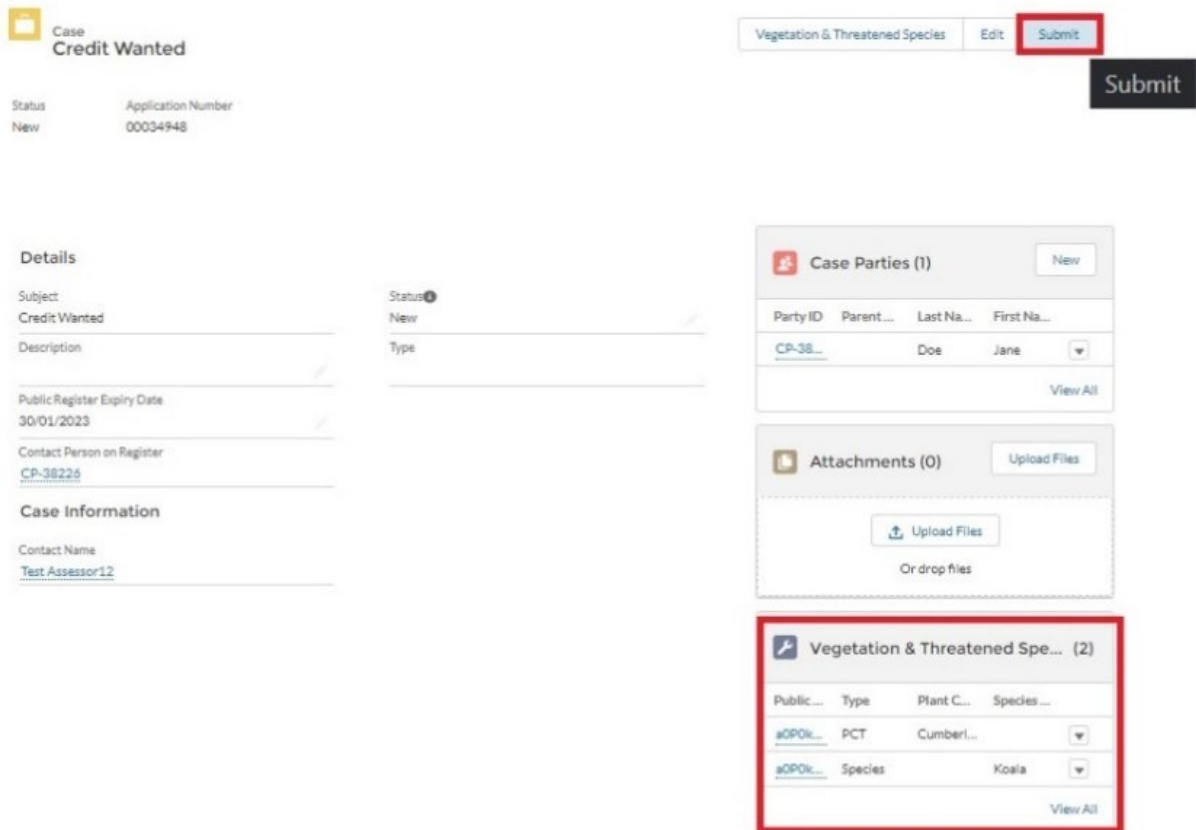 Case
Credit Wanted
Vegetation & Threatened Species Edit Submit
Submit
Status Application Number
New 00034948
Details
Subject
Credit Wanted
Description
Public Register Expiry Date
30/01/2023
Contact Person on Register
CP-38226
Case Information
Contact Name
Test Assessor12
Status
New
Type
Case Parties (1) New
Party ID Parent ... Last Na... First Na...
CP-38... Doe Jane
View All
Attachments (0) Upload Files
Upload Files
Or drop files
Vegetation & Threatened Spe... (2)
Public ... Type Plant C... Species ...
a0P0k... PCT Cumberl...
a0P0k... Species Koala
View All